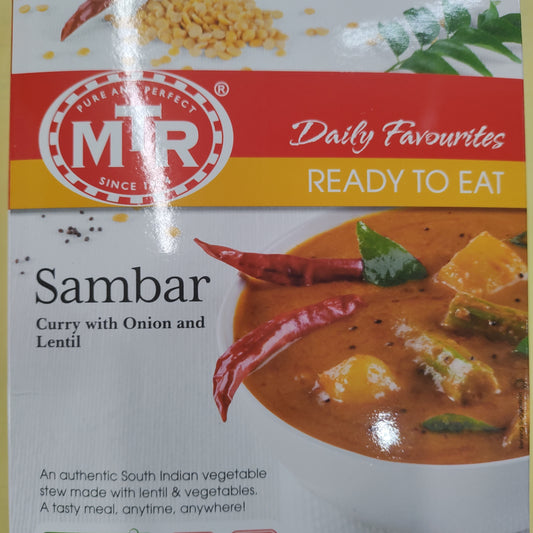 PURE AND PERFECT
MTR
®
SINCE
Daily Favourites
READY TO EAT
Sambar
Curry with Onion and
Lentil
An authentic South Indian vegetable
stew made with lentil & vegetables.
A tasty meal, anytime, anywhere!